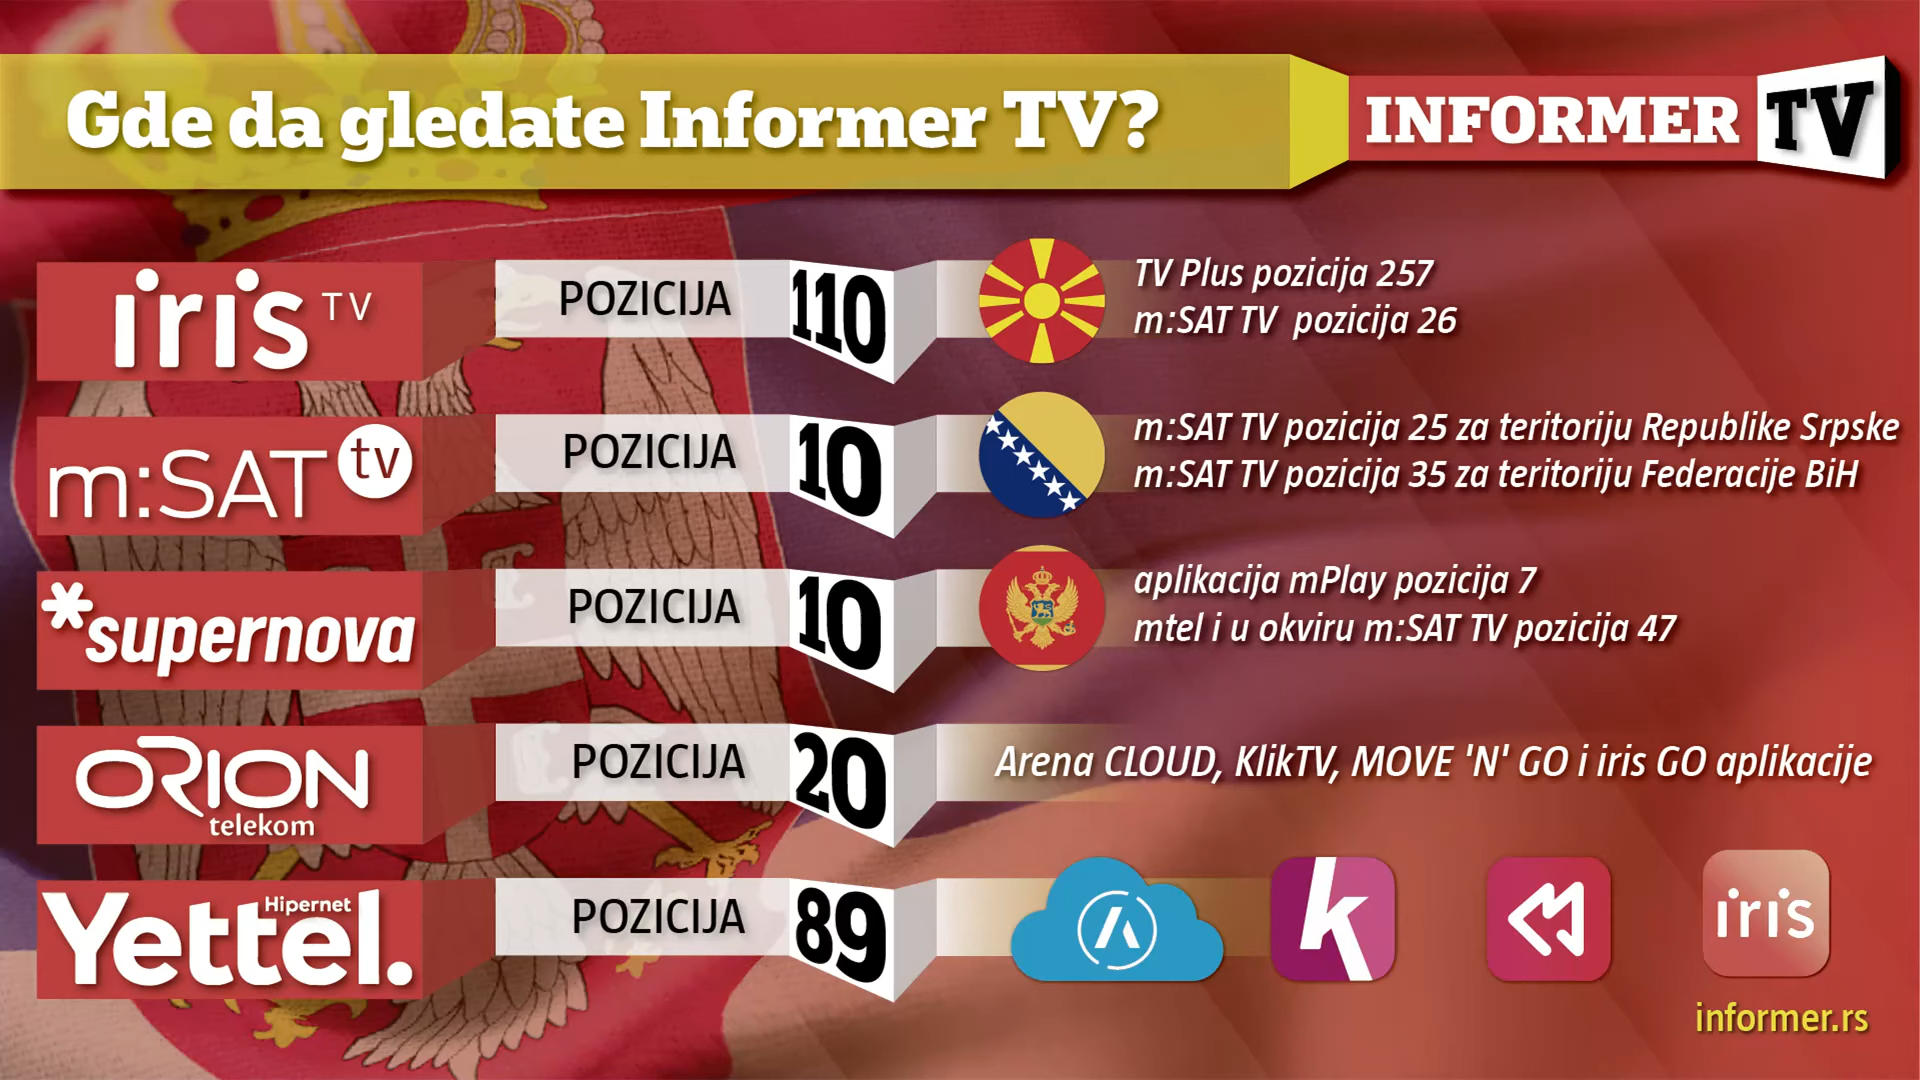 Gde da gledate Informer TV?
INFORMER TV
iris TV
POZICIJA 110
TV Plus pozicija 257
m:SAT TV pozicija 26
m:SAT tv
POZICIJA 10
m:SAT TV pozicija 25 za teritoriju Republike Srpske
m:SAT TV pozicija 35 za teritoriju Federacije BiH
*supernova
POZICIJA 10
aplikacija mPlay pozicija 7
mtel i u okviru m:SAT TV pozicija 47
ORION
telekom
POZICIJA 20
Arena CLOUD, KlikTV, MOVE 'N' GO i iris GO aplikacije
Hipernet
Yettel.
POZICIJA 89
k
iris
informer.rs